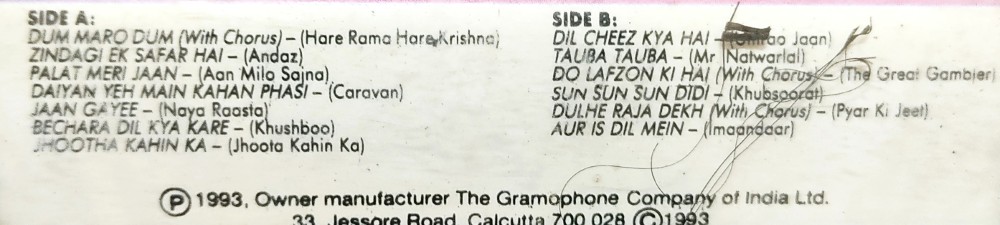 SIDE A:
DUM MARO DUM (With Chorus) – (Hare Rama Hare Krishna)
ZINDAGI EK SAFAR HAI – (Andaz)
PALAT MERI JAAN – (Aan Milo Sajna)
DAIYAN YEH MAIN KAHAN PHASI – (Caravan)
JAAN GAYEE – (Naya Raasta)
BECHARA DIL KYA KARE – (Khushboo)
JHOOTHA KAHIN KA – (Jhoota Kahin Ka)
SIDE B:
DIL CHEEZ KYA HAI – Jaan)
TAUBA TAUBA – (Mr Natwarlal)
DO LAFZON KI HAI (With Chorus) – (The Great Gambler)
SUN SUN SUN DIDI – (Khubsoorat)
DULHE RAJA DEKH (With Chorus) – (Pyar Ki Jeet)
AUR IS DIL MEIN – (Imaandaar)
Ⓟ 1993, Owner manufacturer The Gramophone Company of India Ltd.
33, Jessore Road, Calcutta 700 028 © 1993